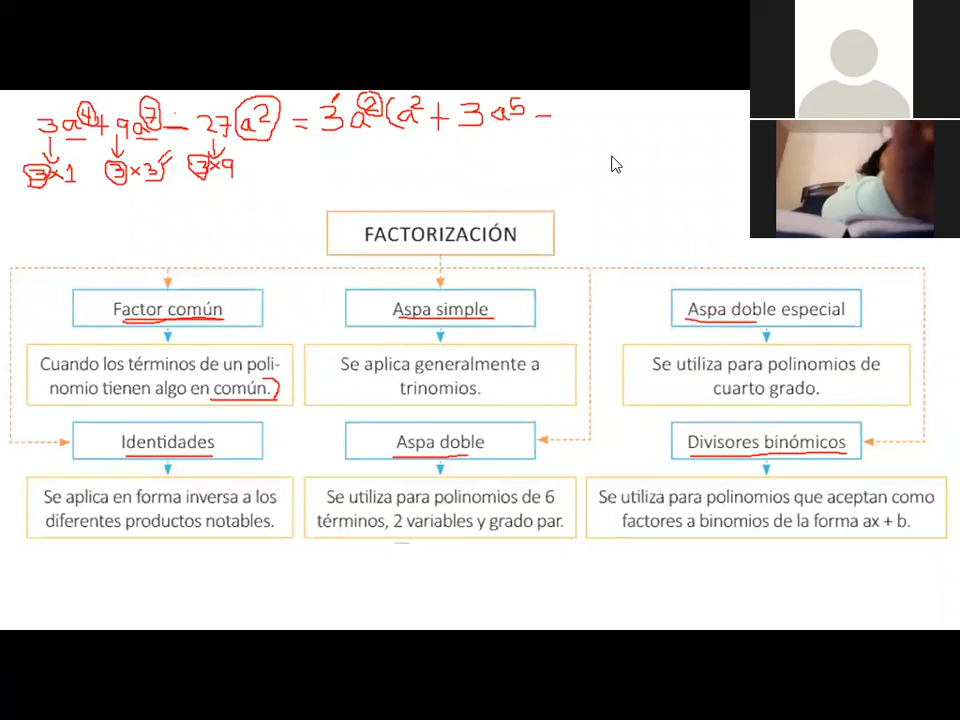 3a⁴ + 9a⁷ - 27a² = 3a²(a² + 3a⁵ -
3×1 3×3 3×9
FACTORIZACIÓN
Factor común
Aspa simple
Aspa doble especial
Cuando los términos de un poli-
nomio tienen algo en común.
Se aplica generalmente a
trinomios.
Se utiliza para polinomios de
cuarto grado.
Identidades
Aspa doble
Divisores binómicos
Se aplica en forma inversa a los
diferentes productos notables.
Se utiliza para polinomios de 6
términos, 2 variables y grado par.
Se utiliza para polinomios que aceptan como
factores a binomios de la forma ax + b.